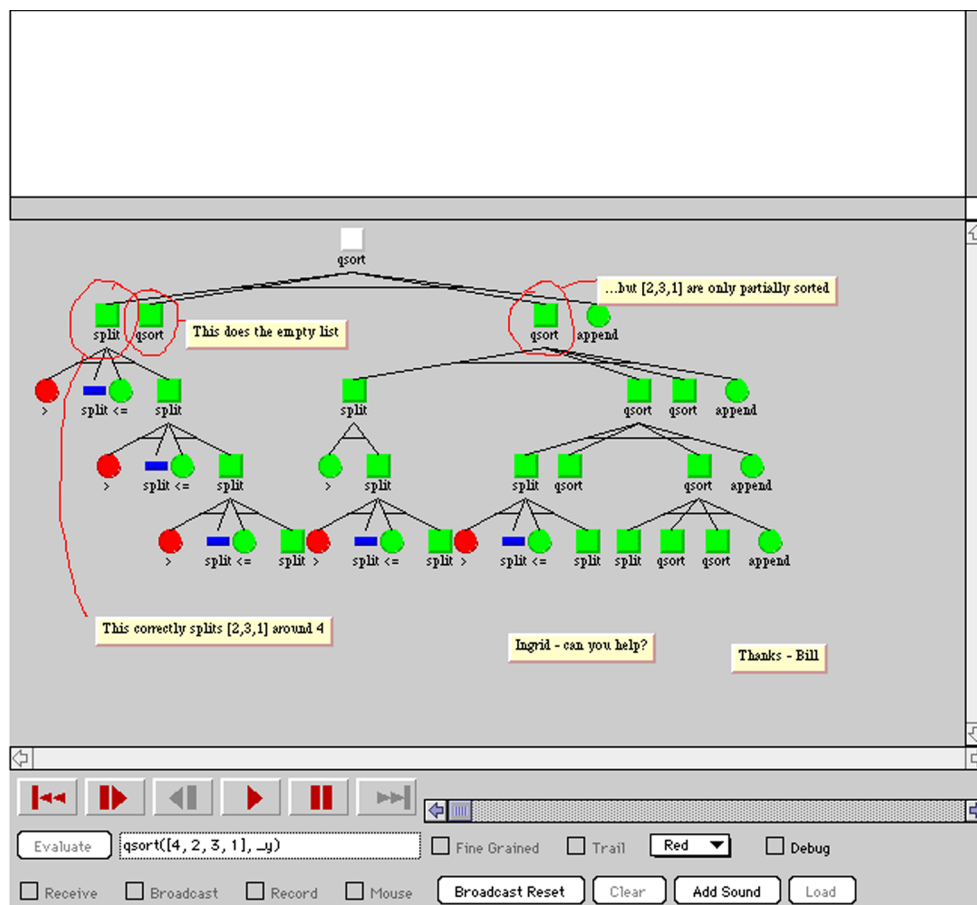 qsort
...but [2,3,1] are only partially sorted
split qsort
This does the empty list
qsort append
> split <= split
split
qsort qsort append
> split <= split
> split
split qsort
qsort append
> split <= split > split <= split > split <= split split qsort qsort append
This correctly splits [2,3,1] around 4
Ingrid - can you help?
Thanks - Bill
Evaluate qsort([4, 2, 3, 1], _y) Fine Grained Trail Red Debug
Receive Broadcast Record Mouse Broadcast Reset Clear Add Sound Load